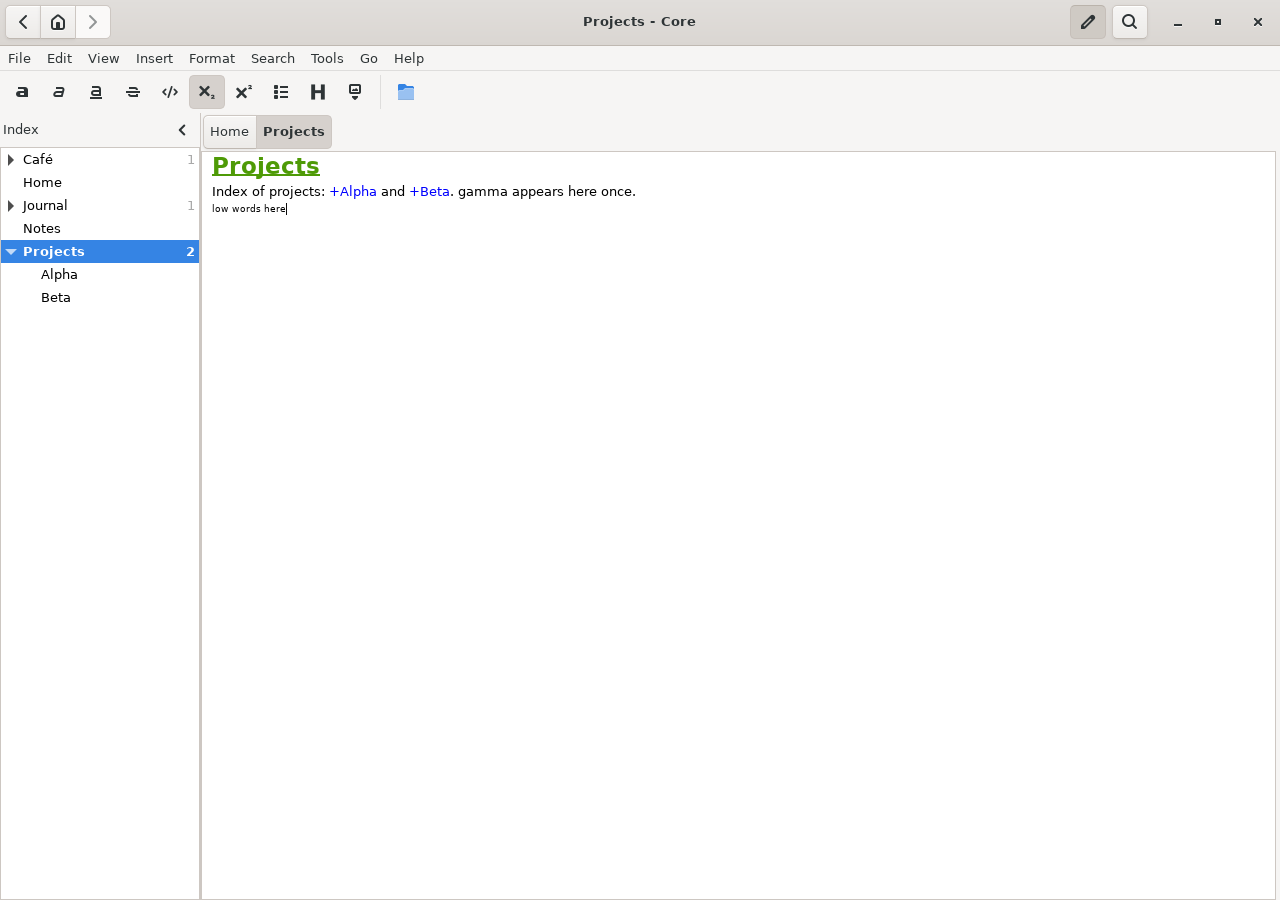 Projects - Core
File Edit View Insert Format Search Tools Go Help
Index
Home Projects
Café 1
Home
Journal 1
Notes
Projects 2
Alpha
Beta
Projects
Index of projects: +Alpha and +Beta. gamma appears here once.
low words here